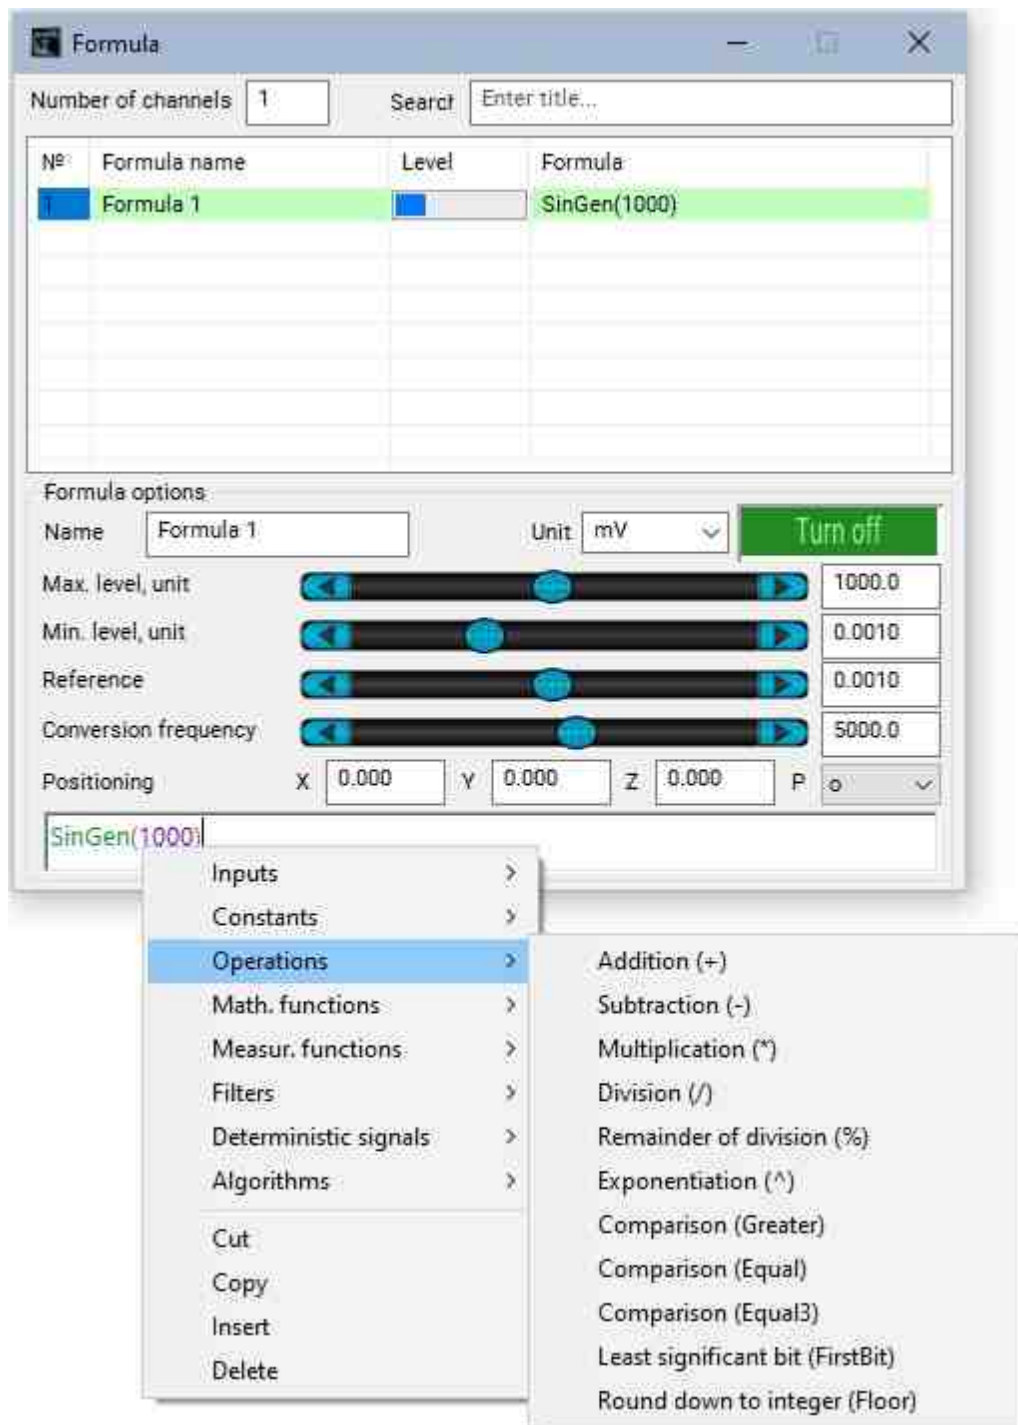 Formula
Number of channels 1 Search Enter title...
Nº Formula name Level Formula
1 Formula 1 SinGen(1000)
Formula options
Name Formula 1 Unit mV Turn off
Max. level, unit 1000.0
Min. level, unit 0.0010
Reference 0.0010
Conversion frequency 5000.0
Positioning X 0.000 Y 0.000 Z 0.000 P o
SinGen(1000)
Inputs
Constants
Operations
Math. functions
Measur. functions
Filters
Deterministic signals
Algorithms
Cut
Copy
Insert
Delete
Addition (+)
Subtraction (-)
Multiplication (*)
Division (/)
Remainder of division (%)
Exponentiation (^)
Comparison (Greater)
Comparison (Equal)
Comparison (Equal3)
Least significant bit (FirstBit)
Round down to integer (Floor)